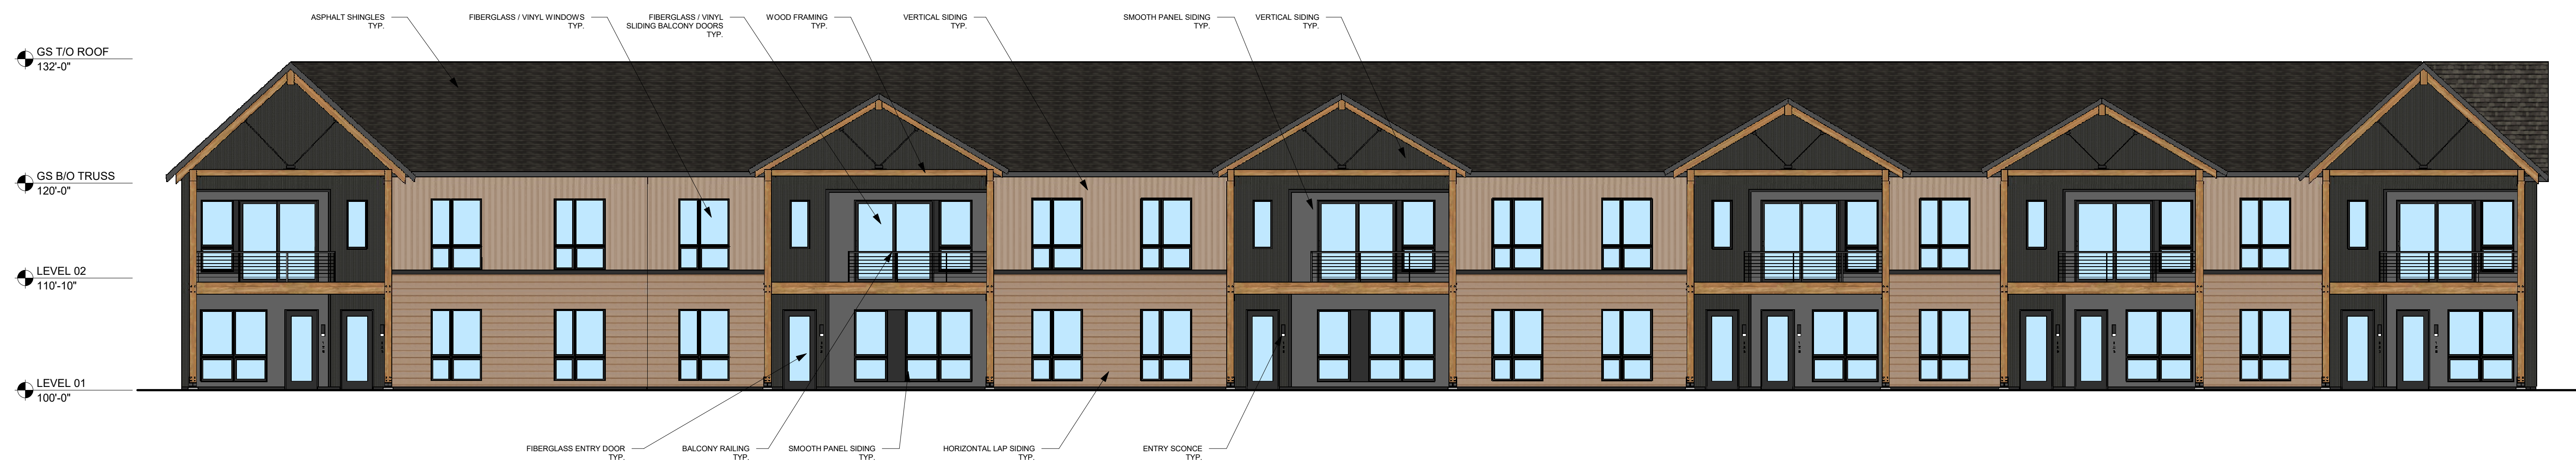 ASPHALT SHINGLES
TYP.
FIBERGLASS / VINYL WINDOWS
TYP.
FIBERGLASS / VINYL
SLIDING BALCONY DOORS
TYP.
WOOD FRAMING
TYP.
VERTICAL SIDING
TYP.
SMOOTH PANEL SIDING
TYP.
VERTICAL SIDING
TYP.
GS T/O ROOF
132'-0"
GS B/O TRUSS
120'-0"
LEVEL 02
110'-10"
LEVEL 01
100'-0"
FIBERGLASS ENTRY DOOR
TYP.
BALCONY RAILING
TYP.
SMOOTH PANEL SIDING
TYP.
HORIZONTAL LAP SIDING
TYP.
ENTRY SCONCE
TYP.